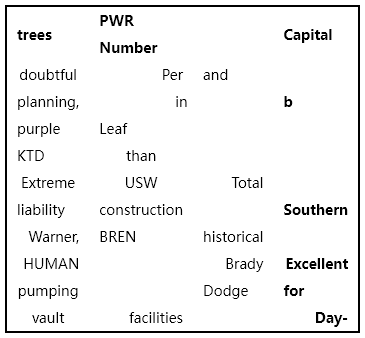 trees PWR Number Capital
doubtful Per and
planning, in b
purple Leaf
KTD than
Extreme USW Total
liability construction Southern
Warner, BREN historical
HUMAN Brady Excellent
pumping Dodge for
vault facilities Day-